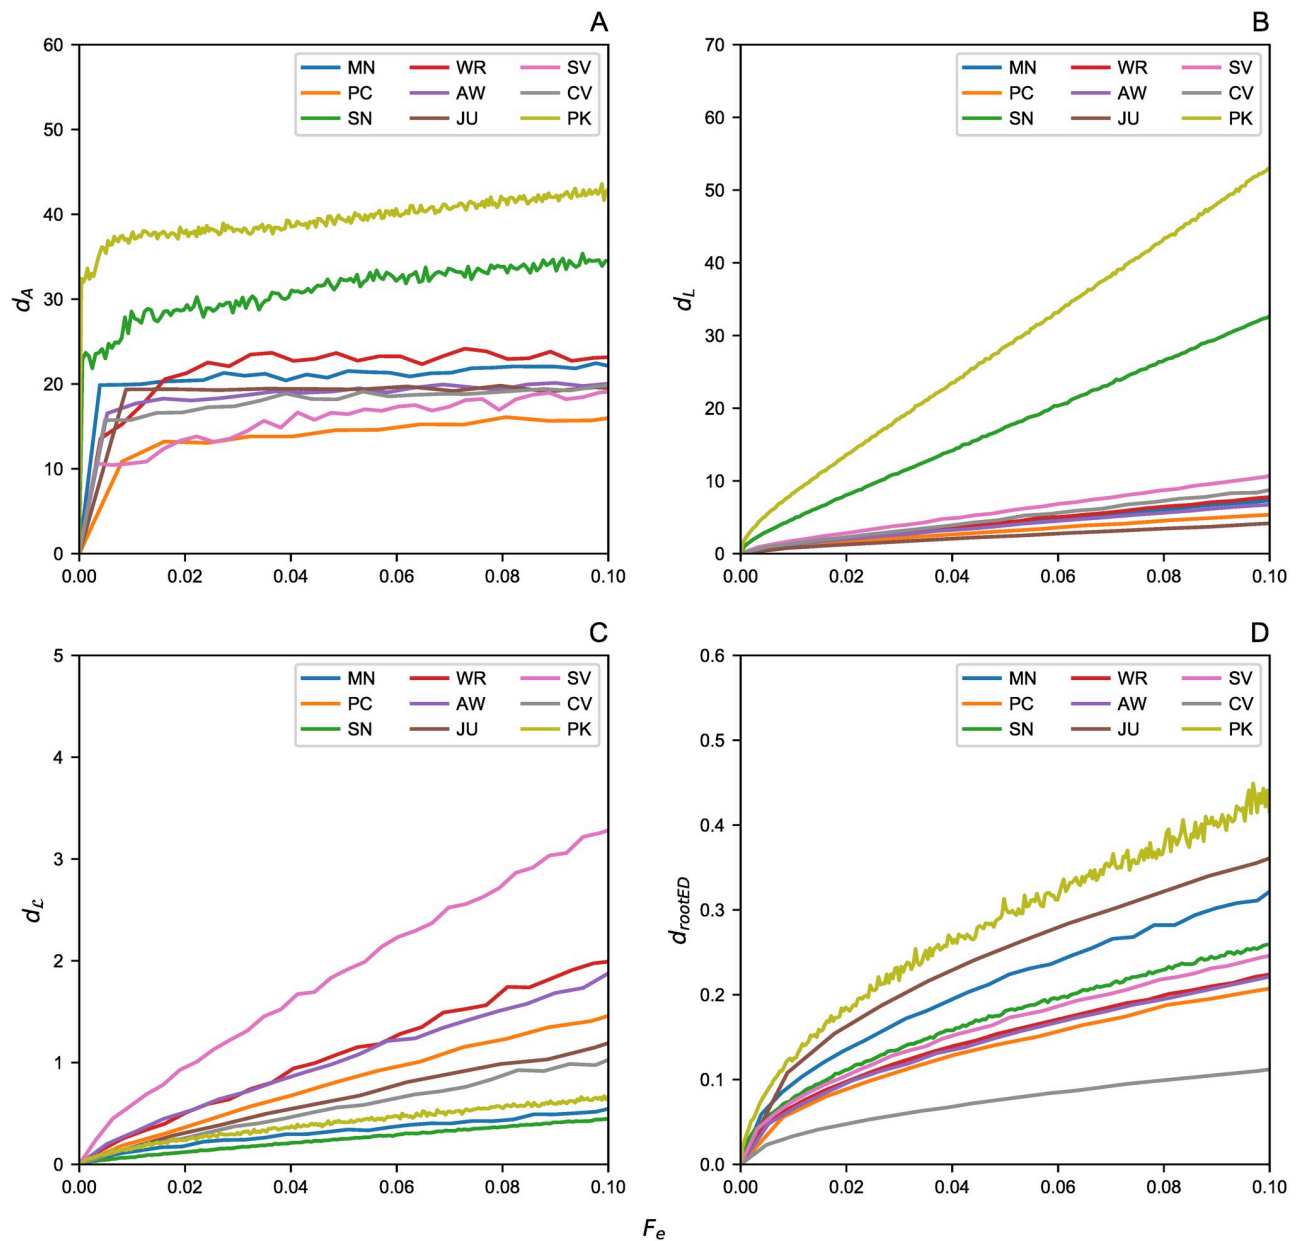 A
60
50
40
30
20
10
0
d_A
MN WR SV
PC AW CV
SN JU PK
0.00 0.02 0.04 0.06 0.08 0.10
B
70
60
50
40
30
20
10
0
d_L
MN WR SV
PC AW CV
SN JU PK
0.00 0.02 0.04 0.06 0.08 0.10
C
5
4
3
2
1
0
d_ℒ
MN WR SV
PC AW CV
SN JU PK
0.00 0.02 0.04 0.06 0.08 0.10
D
0.6
0.5
0.4
0.3
0.2
0.1
0.0
d_rootED
MN WR SV
PC AW CV
SN JU PK
0.00 0.02 0.04 0.06 0.08 0.10
F_e